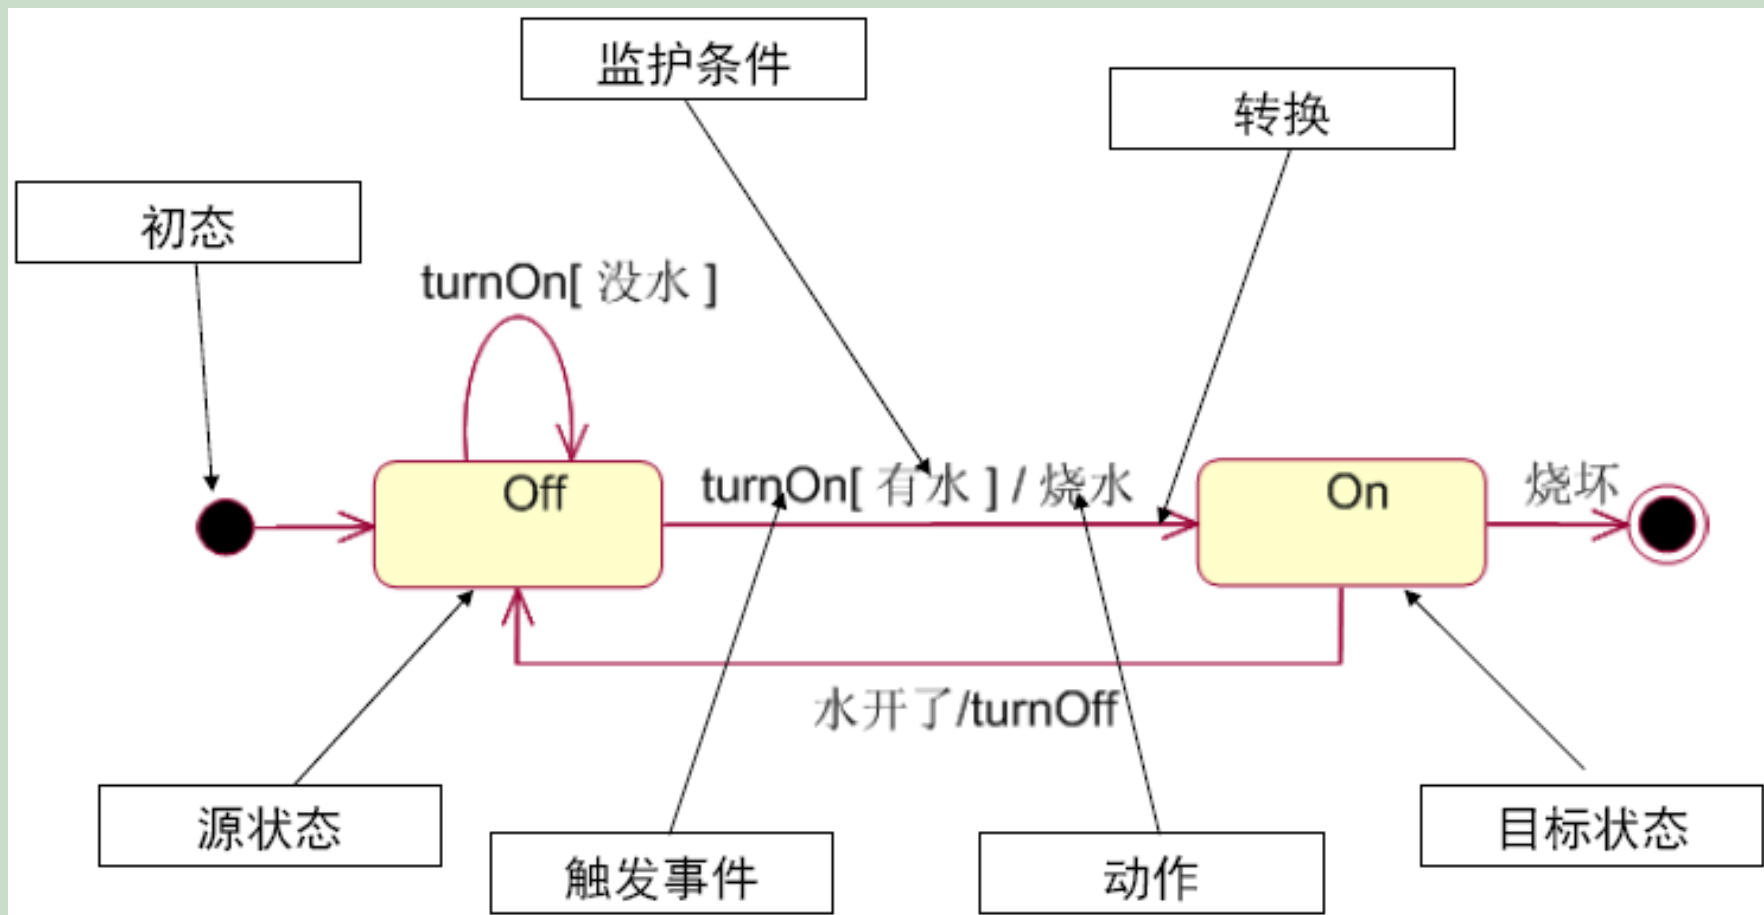 监护条件
转换
初态
turnOn[ 没水 ]
Off
turnOn[ 有水 ] / 烧水
On
烧坏
水开了/turnOff
源状态
触发事件
动作
目标状态